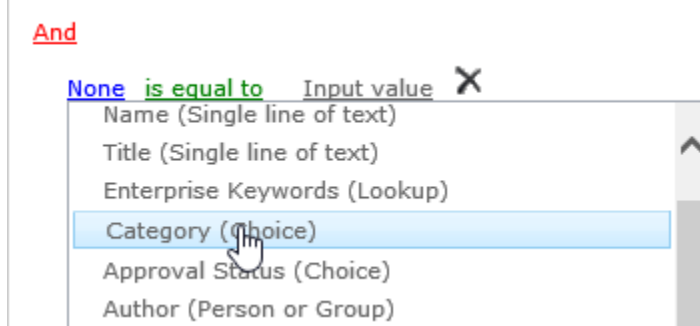 And
None is equal to Input value
Name (Single line of text)
Title (Single line of text)
Enterprise Keywords (Lookup)
Category (Choice)
Approval Status (Choice)
Author (Person or Group)